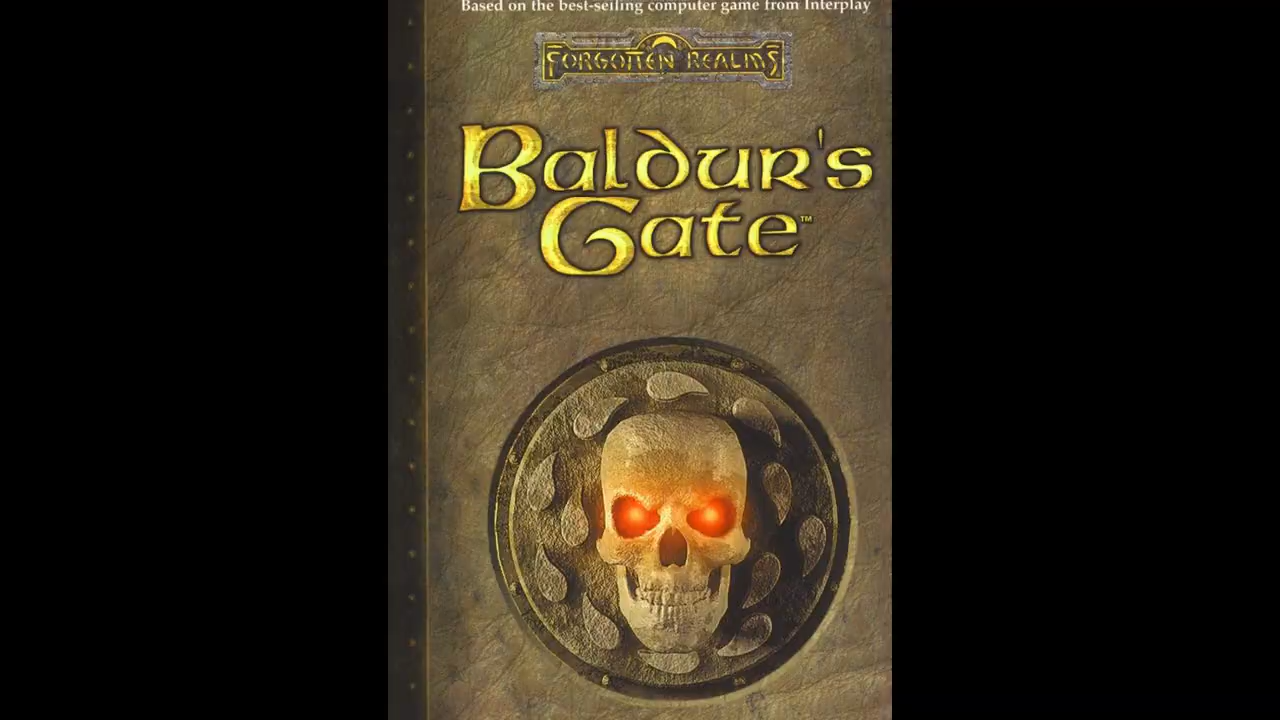 Based on the best-selling computer game from Interplay
FORGOTTEN REALMS
Baldur's
Gate™